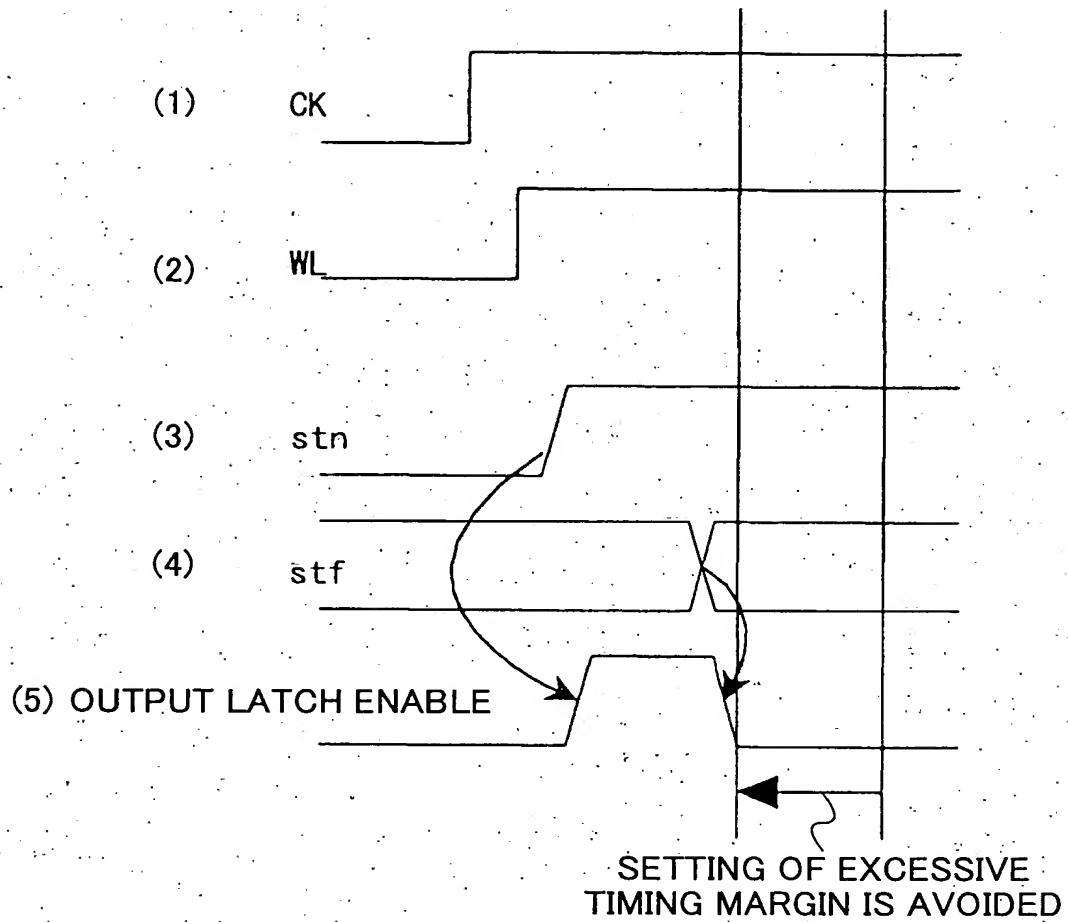 (1) CK
(2) WL
(3) stn
(4) stf
(5) OUTPUT LATCH ENABLE
SETTING OF EXCESSIVE
TIMING MARGIN IS AVOIDED